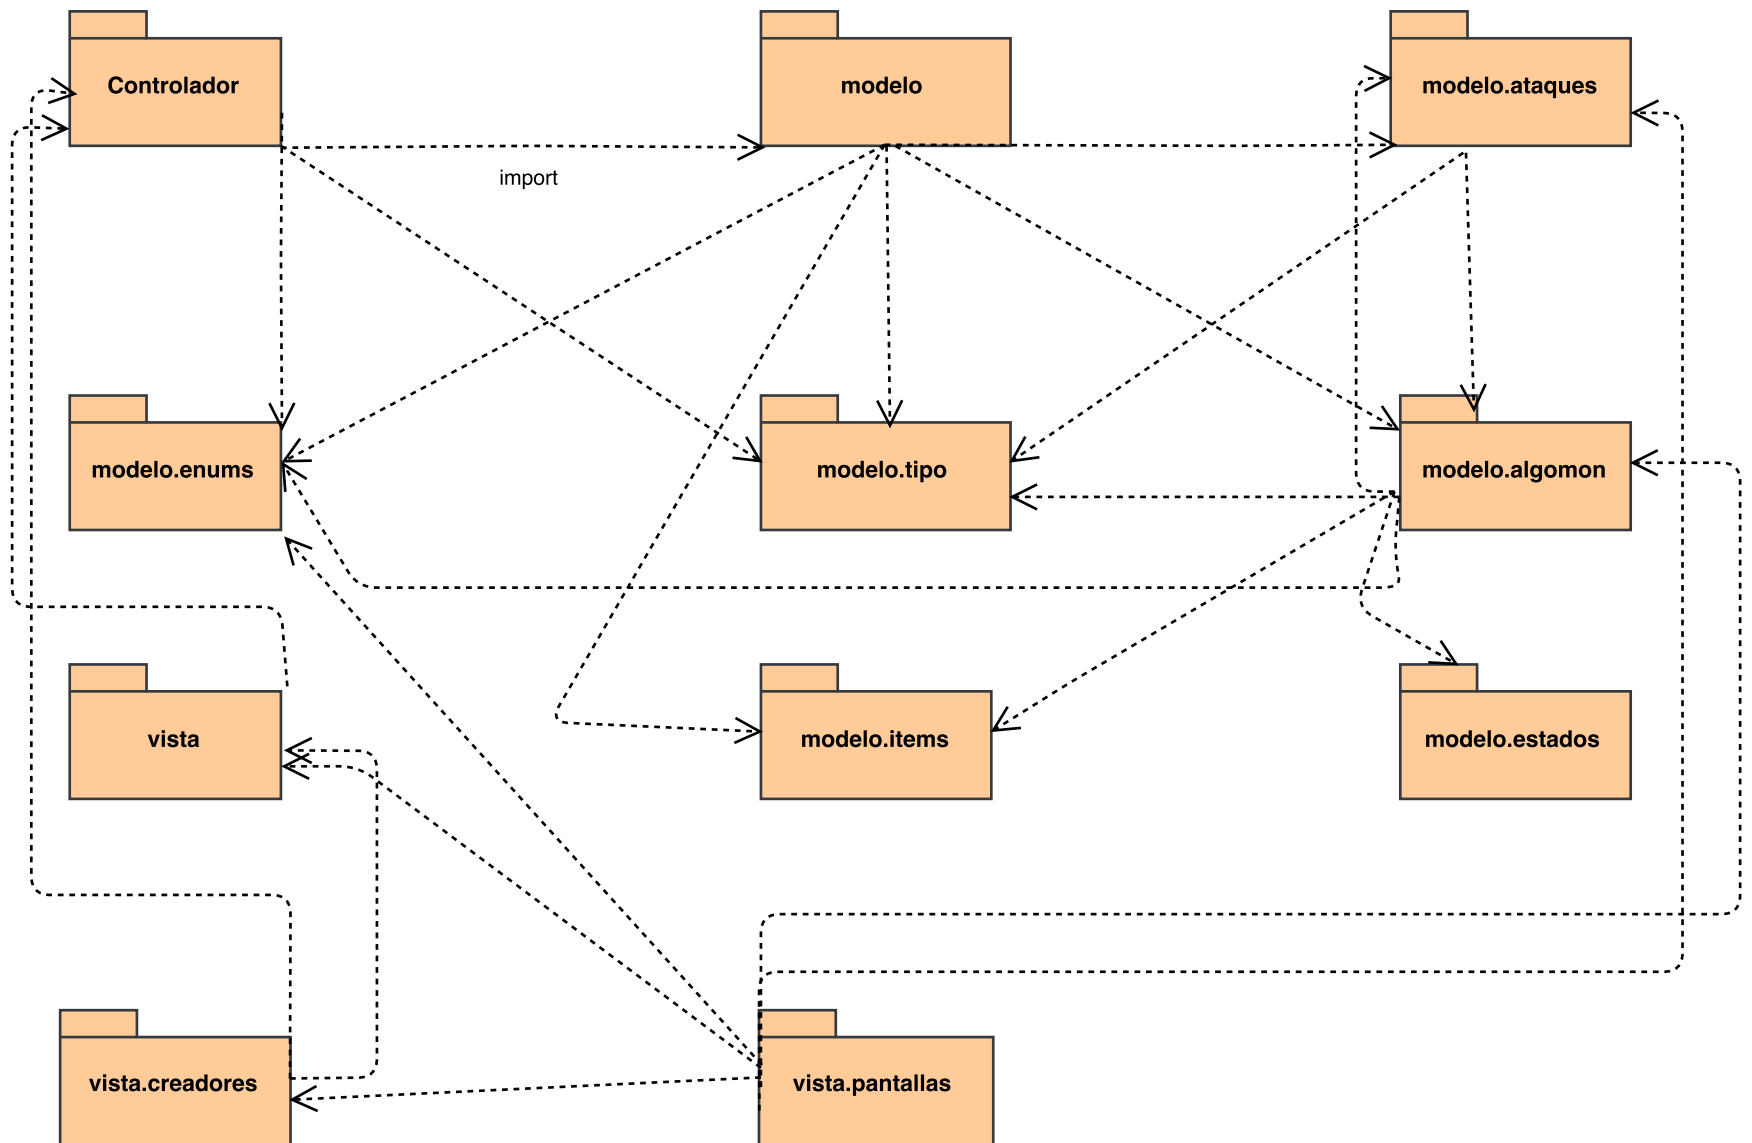 Controlador
modelo
modelo.ataques
import
modelo.enums
modelo.tipo
modelo.algomon
vista
modelo.items
modelo.estados
vista.creadores
vista.pantallas